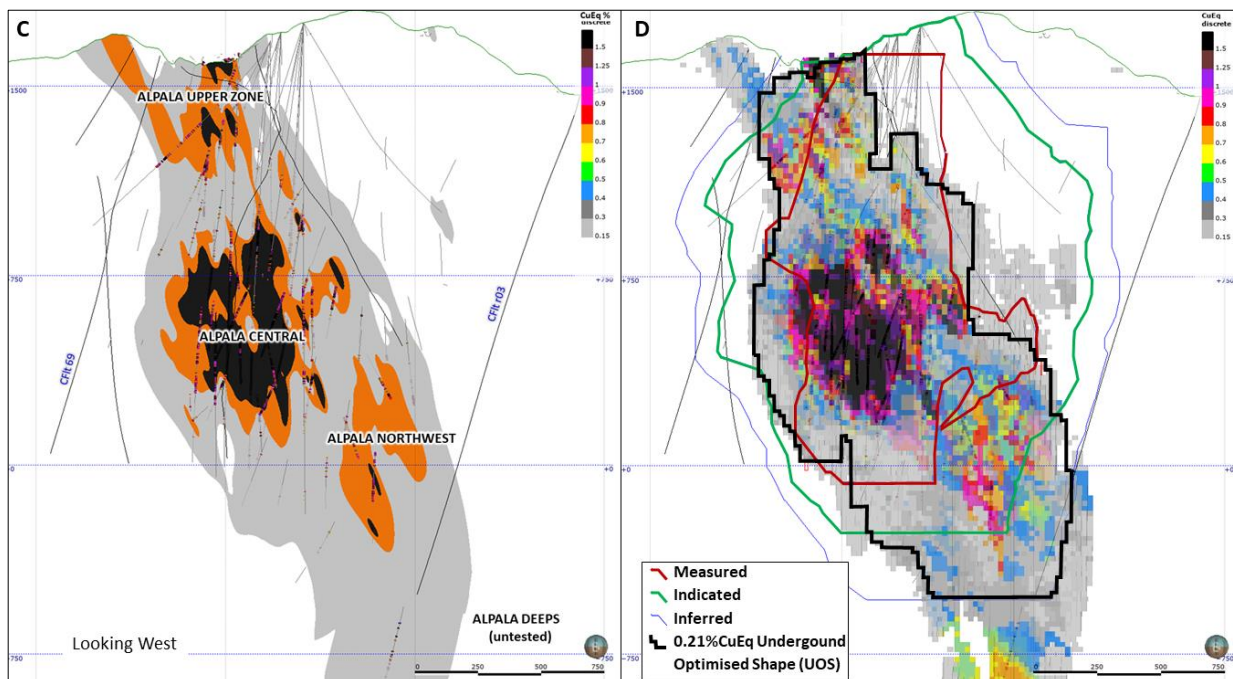 C
CuEq %
discrete
1.5
1.25
1
0.9
0.8
0.7
0.6
0.5
0.4
0.3
0.15
1500
1500
ALPALA UPPER ZONE
750
+750
ALPALA CENTRAL
CFlt 69
CFlt r03
ALPALA NORTHWEST
0
+0
ALPALA DEEPS
(untested)
Looking West
-750
0 250 500 750
D
CuEq
discrete
1.5
1.25
1
0.9
0.8
0.7
0.6
0.5
0.4
0.3
0.15
1500
1500
750
+750
+0
+0
Measured
Indicated
Inferred
0.21%CuEq Undergound
Optimised Shape (UOS)
-750
0 250 500 750